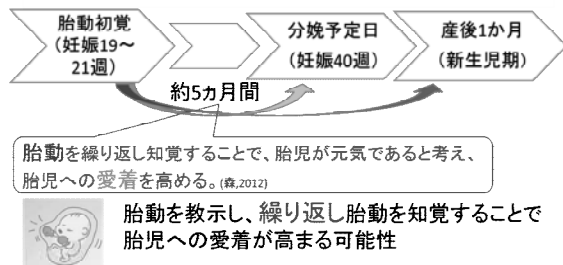 胎動初覚
(妊娠19～
21週)
分娩予定日
(妊娠40週)
産後1か月
(新生児期)
約5カ月間
胎動を繰り返し知覚することで、胎児が元気であると考え、
胎児への愛着を高める。(森,2012)
胎動を教示し、繰り返し胎動を知覚することで
胎児への愛着が高まる可能性